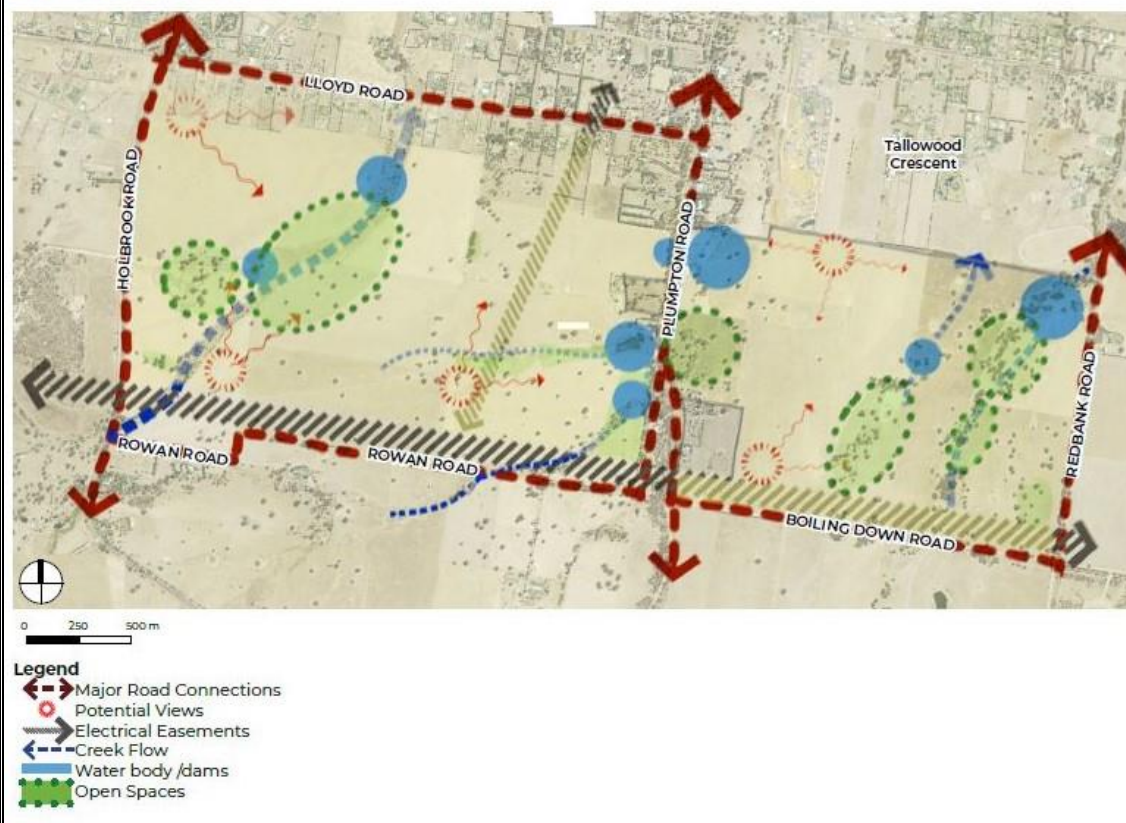 LLOYD ROAD
Tallowood
Crescent
HOLBROOK ROAD
PLUMPTON ROAD
REDBANK ROAD
ROWAN ROAD
ROWAN ROAD
BOILING DOWN ROAD
0 250 500 m
Legend
Major Road Connections
Potential Views
Electrical Easements
Creek Flow
Water body /dams
Open Spaces